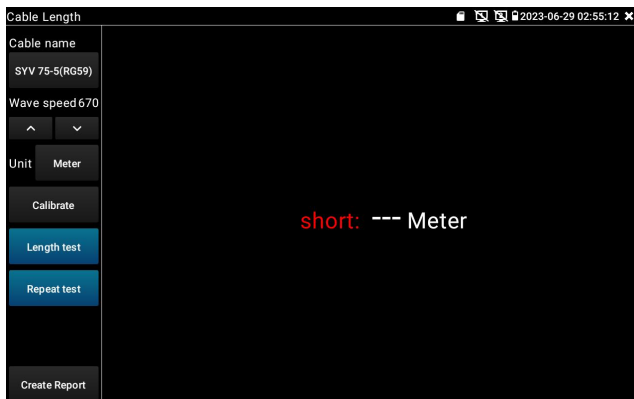 Cable Length
2023-06-29 02:55:12
Cable name
SYV 75-5(RG59)
Wave speed 670
Unit Meter
Calibrate
short: --- Meter
Length test
Repeat test
Create Report